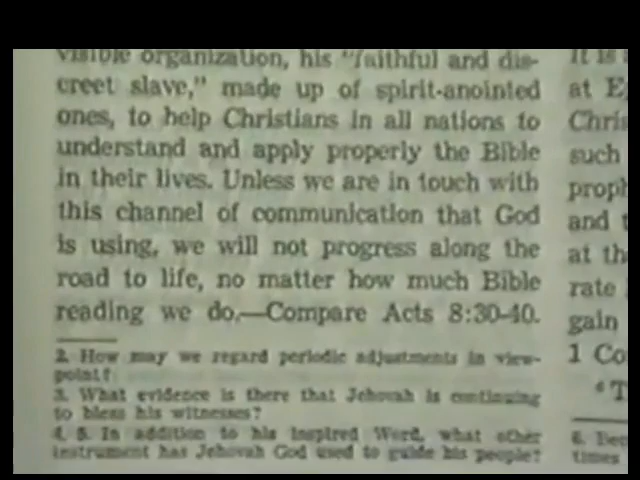 visible organization, his "faithful and dis-
creet slave," made up of spirit-anointed
ones, to help Christians in all nations to
understand and apply properly the Bible
in their lives. Unless we are in touch with
this channel of communication that God
is using, we will not progress along the
road to life, no matter how much Bible
reading we do.—Compare Acts 8:30-40.
2. How may we regard periodic adjustments in view-
point?
3. What evidence is there that Jehovah is continuing
to bless his witnesses?
4, 5. In addition to his inspired Word, what other
instrument has Jehovah God used to guide his people?
It is
at
Chris
such
proph
and
at th
rate
gain
1 Co
"T
6.
times